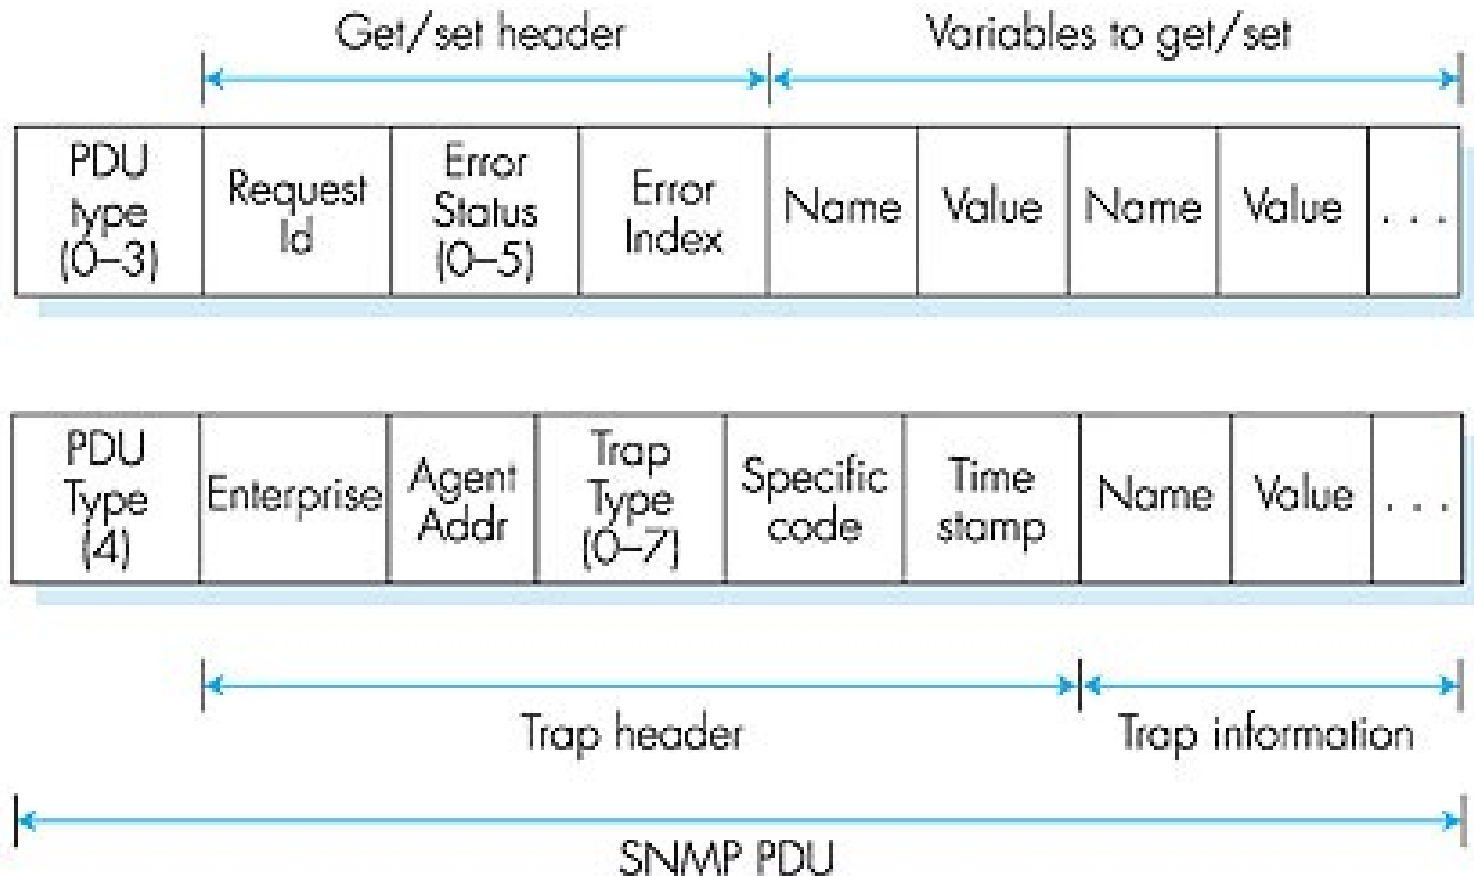 Get/set header
Variables to get/set
PDU
type
(0–3)
Request
Id
Error
Status
(0–5)
Error
Index
Name
Value
Name
Value
. . .
PDU
Type
(4)
Enterprise
Agent
Addr
Trap
Type
(0–7)
Specific
code
Time
stamp
Name
Value
. . .
Trap header
Trap information
SNMP PDU